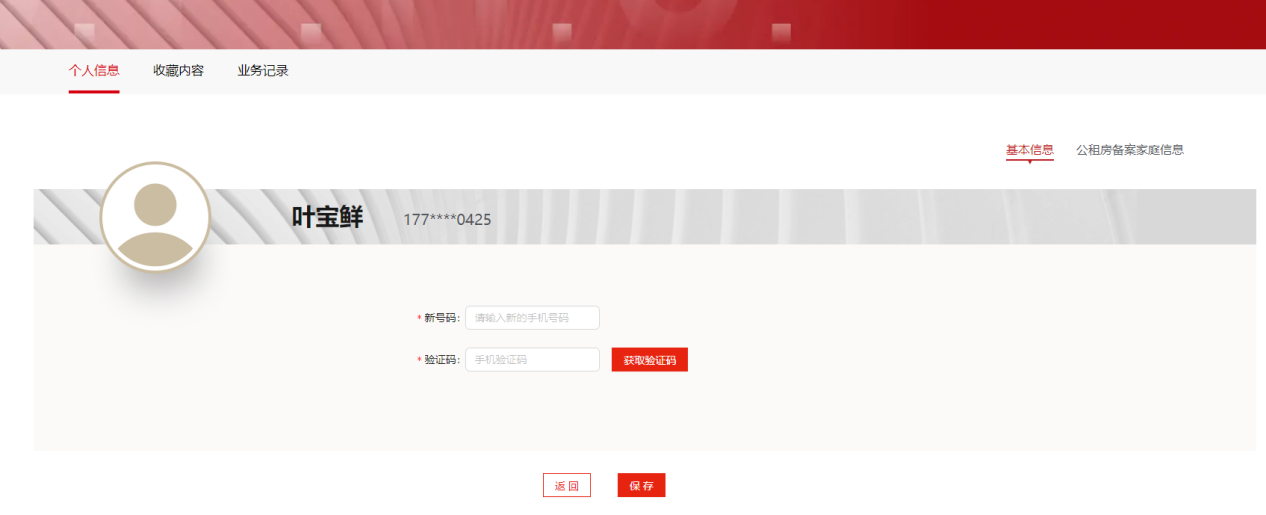 个人信息 收藏内容 业务记录
基本信息 公租房备案家庭信息
叶宝鲜 177****0425
* 新号码: 请输入新的手机号码
* 验证码: 手机验证码 获取验证码
返 回 保 存